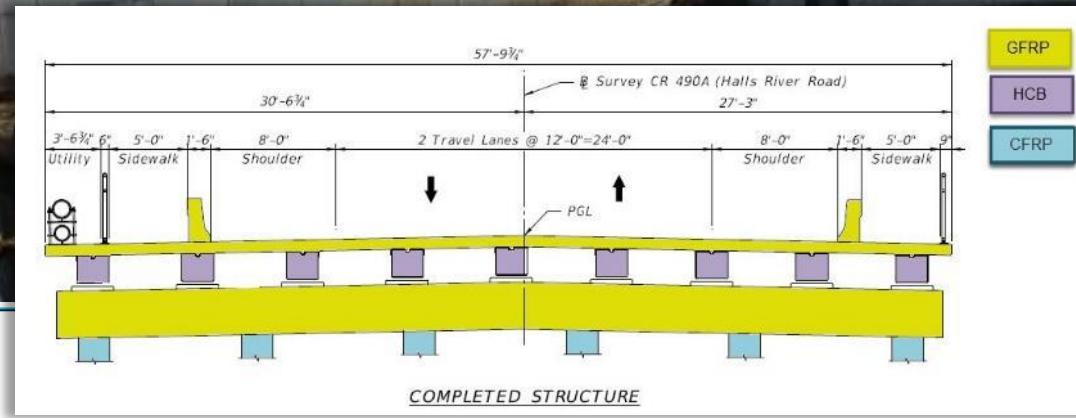 57'-9¾"
℄ Survey CR 490A (Halls River Road)
30'-6¾"
27'-3"
3'-6¾" 6" 5'-0" 1'-6" 8'-0" 2 Travel Lanes @ 12'-0"=24'-0" 8'-0" 1'-6" 5'-0" 9"
Utility Sidewalk Shoulder Shoulder Sidewalk
PGL
COMPLETED STRUCTURE
GFRP
HCB
CFRP